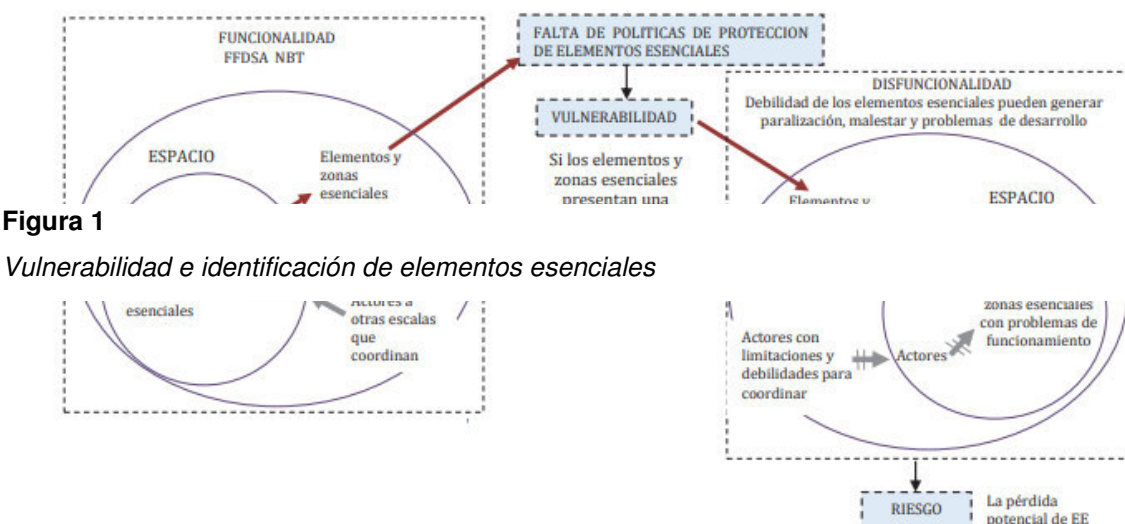 FUNCIONALIDAD
FFDSA NBT
ESPACIO
Elementos y
zonas
esenciales
FALTA DE POLITICAS DE PROTECCION
DE ELEMENTOS ESENCIALES
VULNERABILIDAD
Si los elementos y
zonas esenciales
presentan una
DISFUNCIONALIDAD
Debilidad de los elementos esenciales pueden generar
paralización, malestar y problemas de desarrollo
Elementos y
ESPACIO
Figura 1
Vulnerabilidad e identificación de elementos esenciales
esenciales
Actores a
otras escalas
que
coordinan
Actores con
limitaciones y
debilidades para
coordinar
Actores
zonas esenciales
con problemas de
funcionamiento
RIESGO
La pérdida
potencial de EE